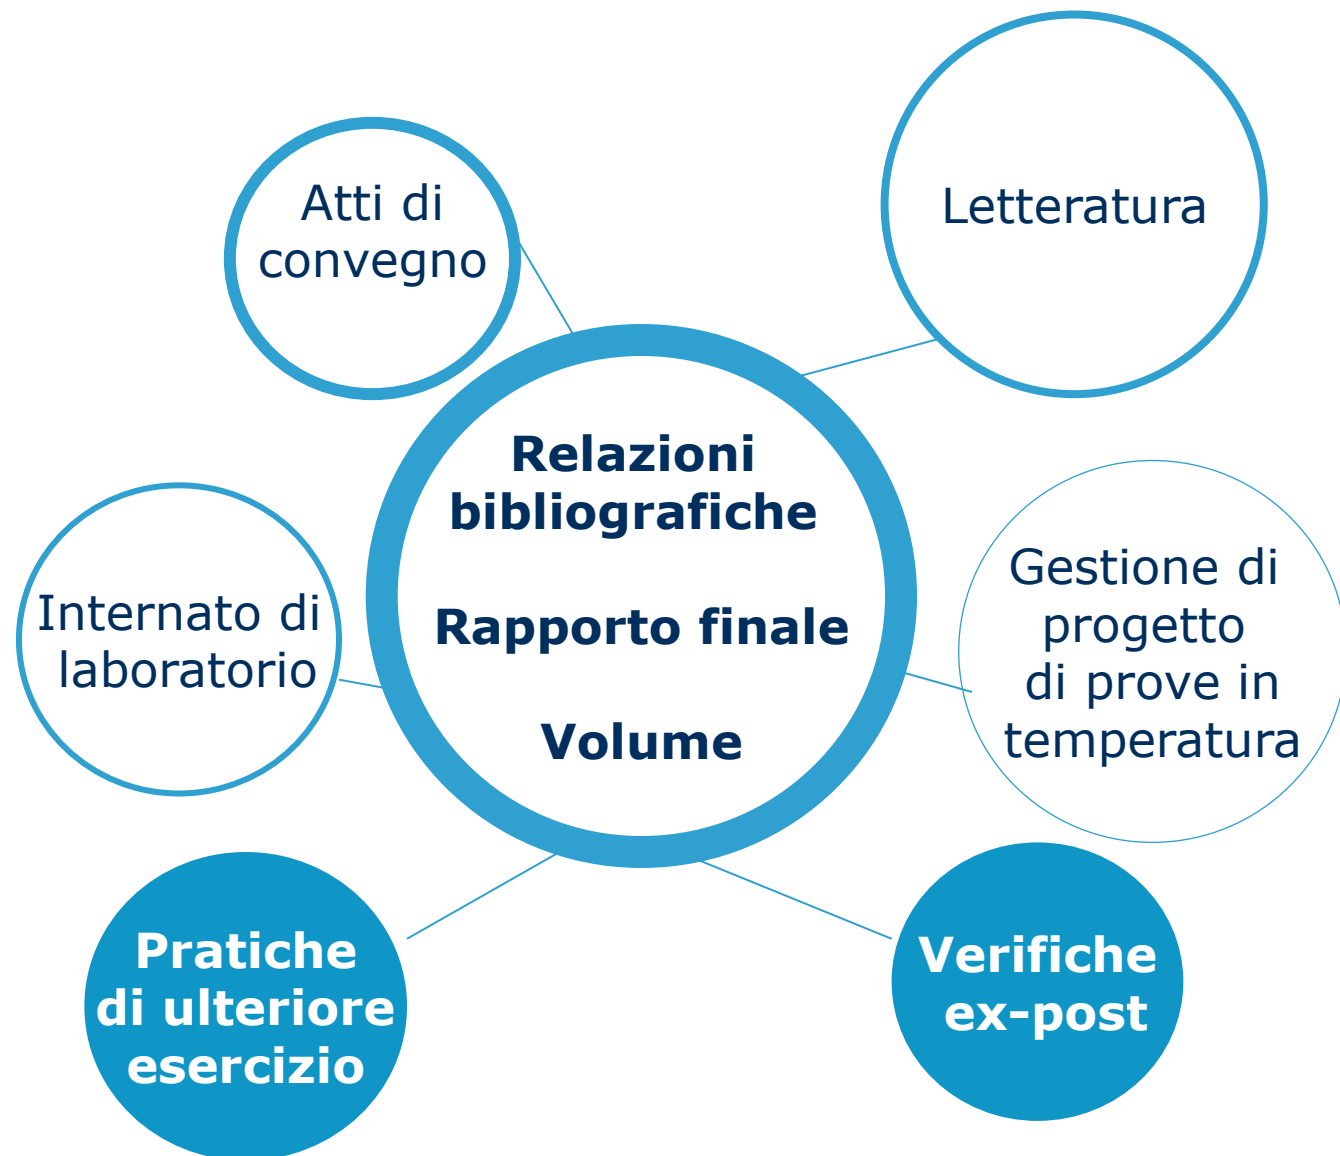 Atti di
convegno
Letteratura
Relazioni
bibliografiche
Rapporto finale
Volume
Internato di
laboratorio
Gestione di
progetto
di prove in
temperatura
Pratiche
di ulteriore
esercizio
Verifiche
ex-post